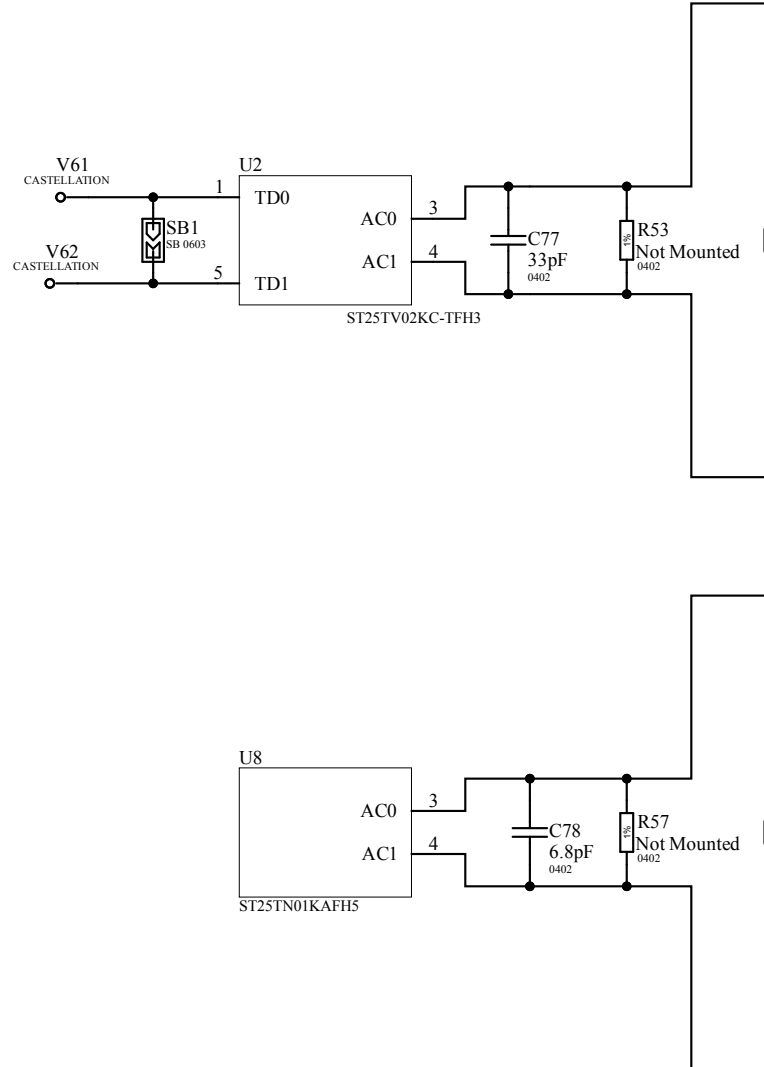 V61
CASTELLATION
V62
CASTELLATION
SB1
SB 0603
U2
1
TD0
5
TD1
AC0
3
AC1
4
ST25TV02KC-TFH3
C77
33pF
0402
1%
R53
Not Mounted
0402
U8
AC0
3
AC1
4
ST25TN01KAFH5
C78
6.8pF
0402
1%
R57
Not Mounted
0402